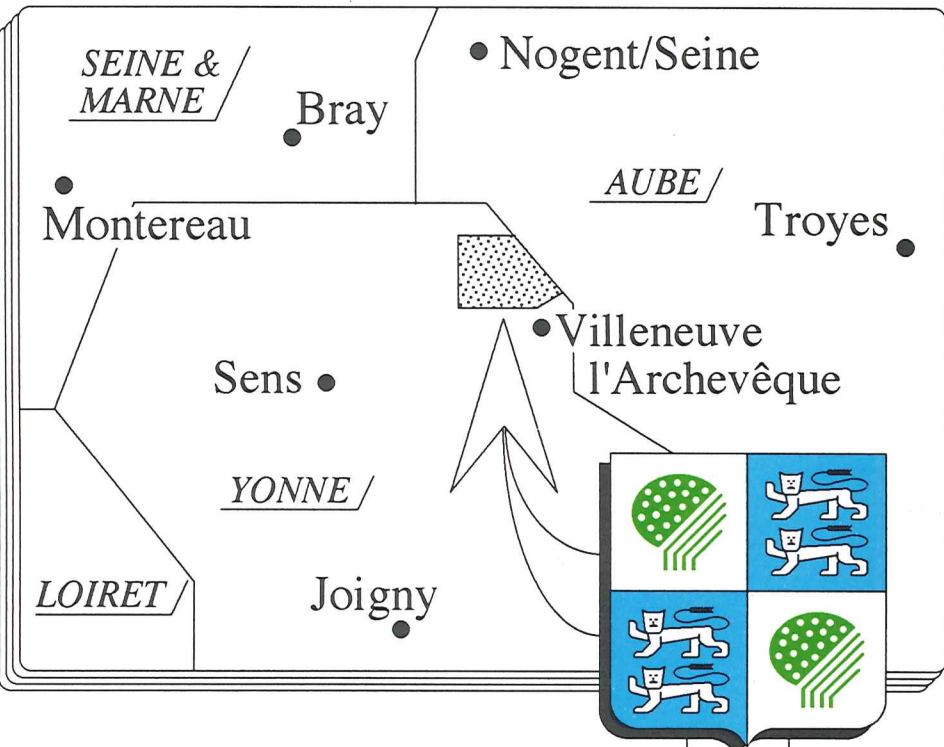 SEINE &
MARNE
Nogent/Seine
Bray
AUBE
Montereau
Troyes
Villeneuve
l'Archevêque
Sens
YONNE
LOIRET
Joigny